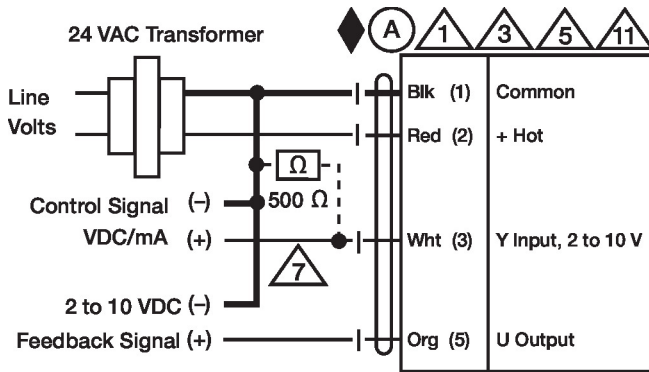 24 VAC Transformer
A 1 3 5 11
Line
Volts
Blk (1) Common
Red (2) + Hot
Ω
500 Ω
Control Signal (–)
VDC/mA (+)
Wht (3) Y Input, 2 to 10 V
7
2 to 10 VDC (–)
Feedback Signal (+)
Org (5) U Output